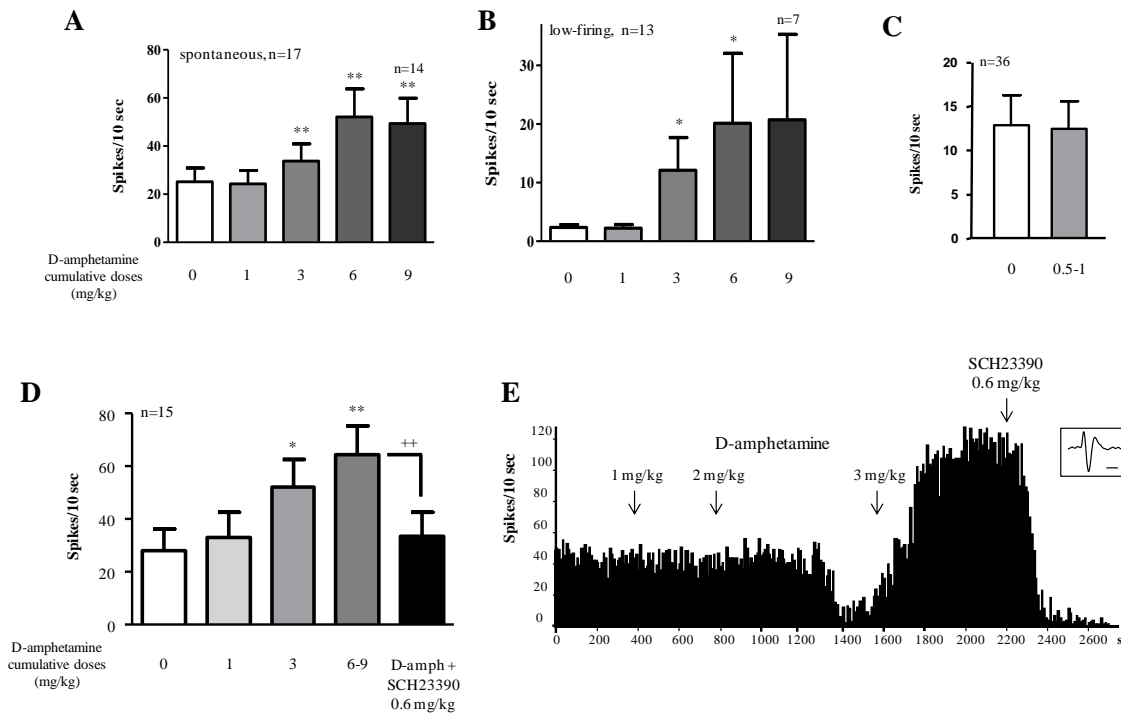 A
spontaneous, n=17
Spikes/10 sec
80
60
40
20
0
n=14
**
**
**
D-amphetamine
cumulative doses
(mg/kg)
0 1 3 6 9
B
low-firing, n=13
Spikes/10 sec
30
20
10
0
n=7
*
*
0 1 3 6 9
C
n=36
Spikes/10 sec
20
15
10
5
0
0 0.5-1
D
n=15
Spikes/10 sec
80
60
40
20
0
*
**
++
D-amphetamine
cumulative doses
(mg/kg)
0 1 3 6-9 D-amph +
SCH23390
0.6 mg/kg
E
SCH23390
0.6 mg/kg
D-amphetamine
1 mg/kg 2 mg/kg 3 mg/kg
Spikes/10 sec
120
100
80
60
40
20
0
0 200 400 600 800 1000 1200 1400 1600 1800 2000 2200 2400 2600 s